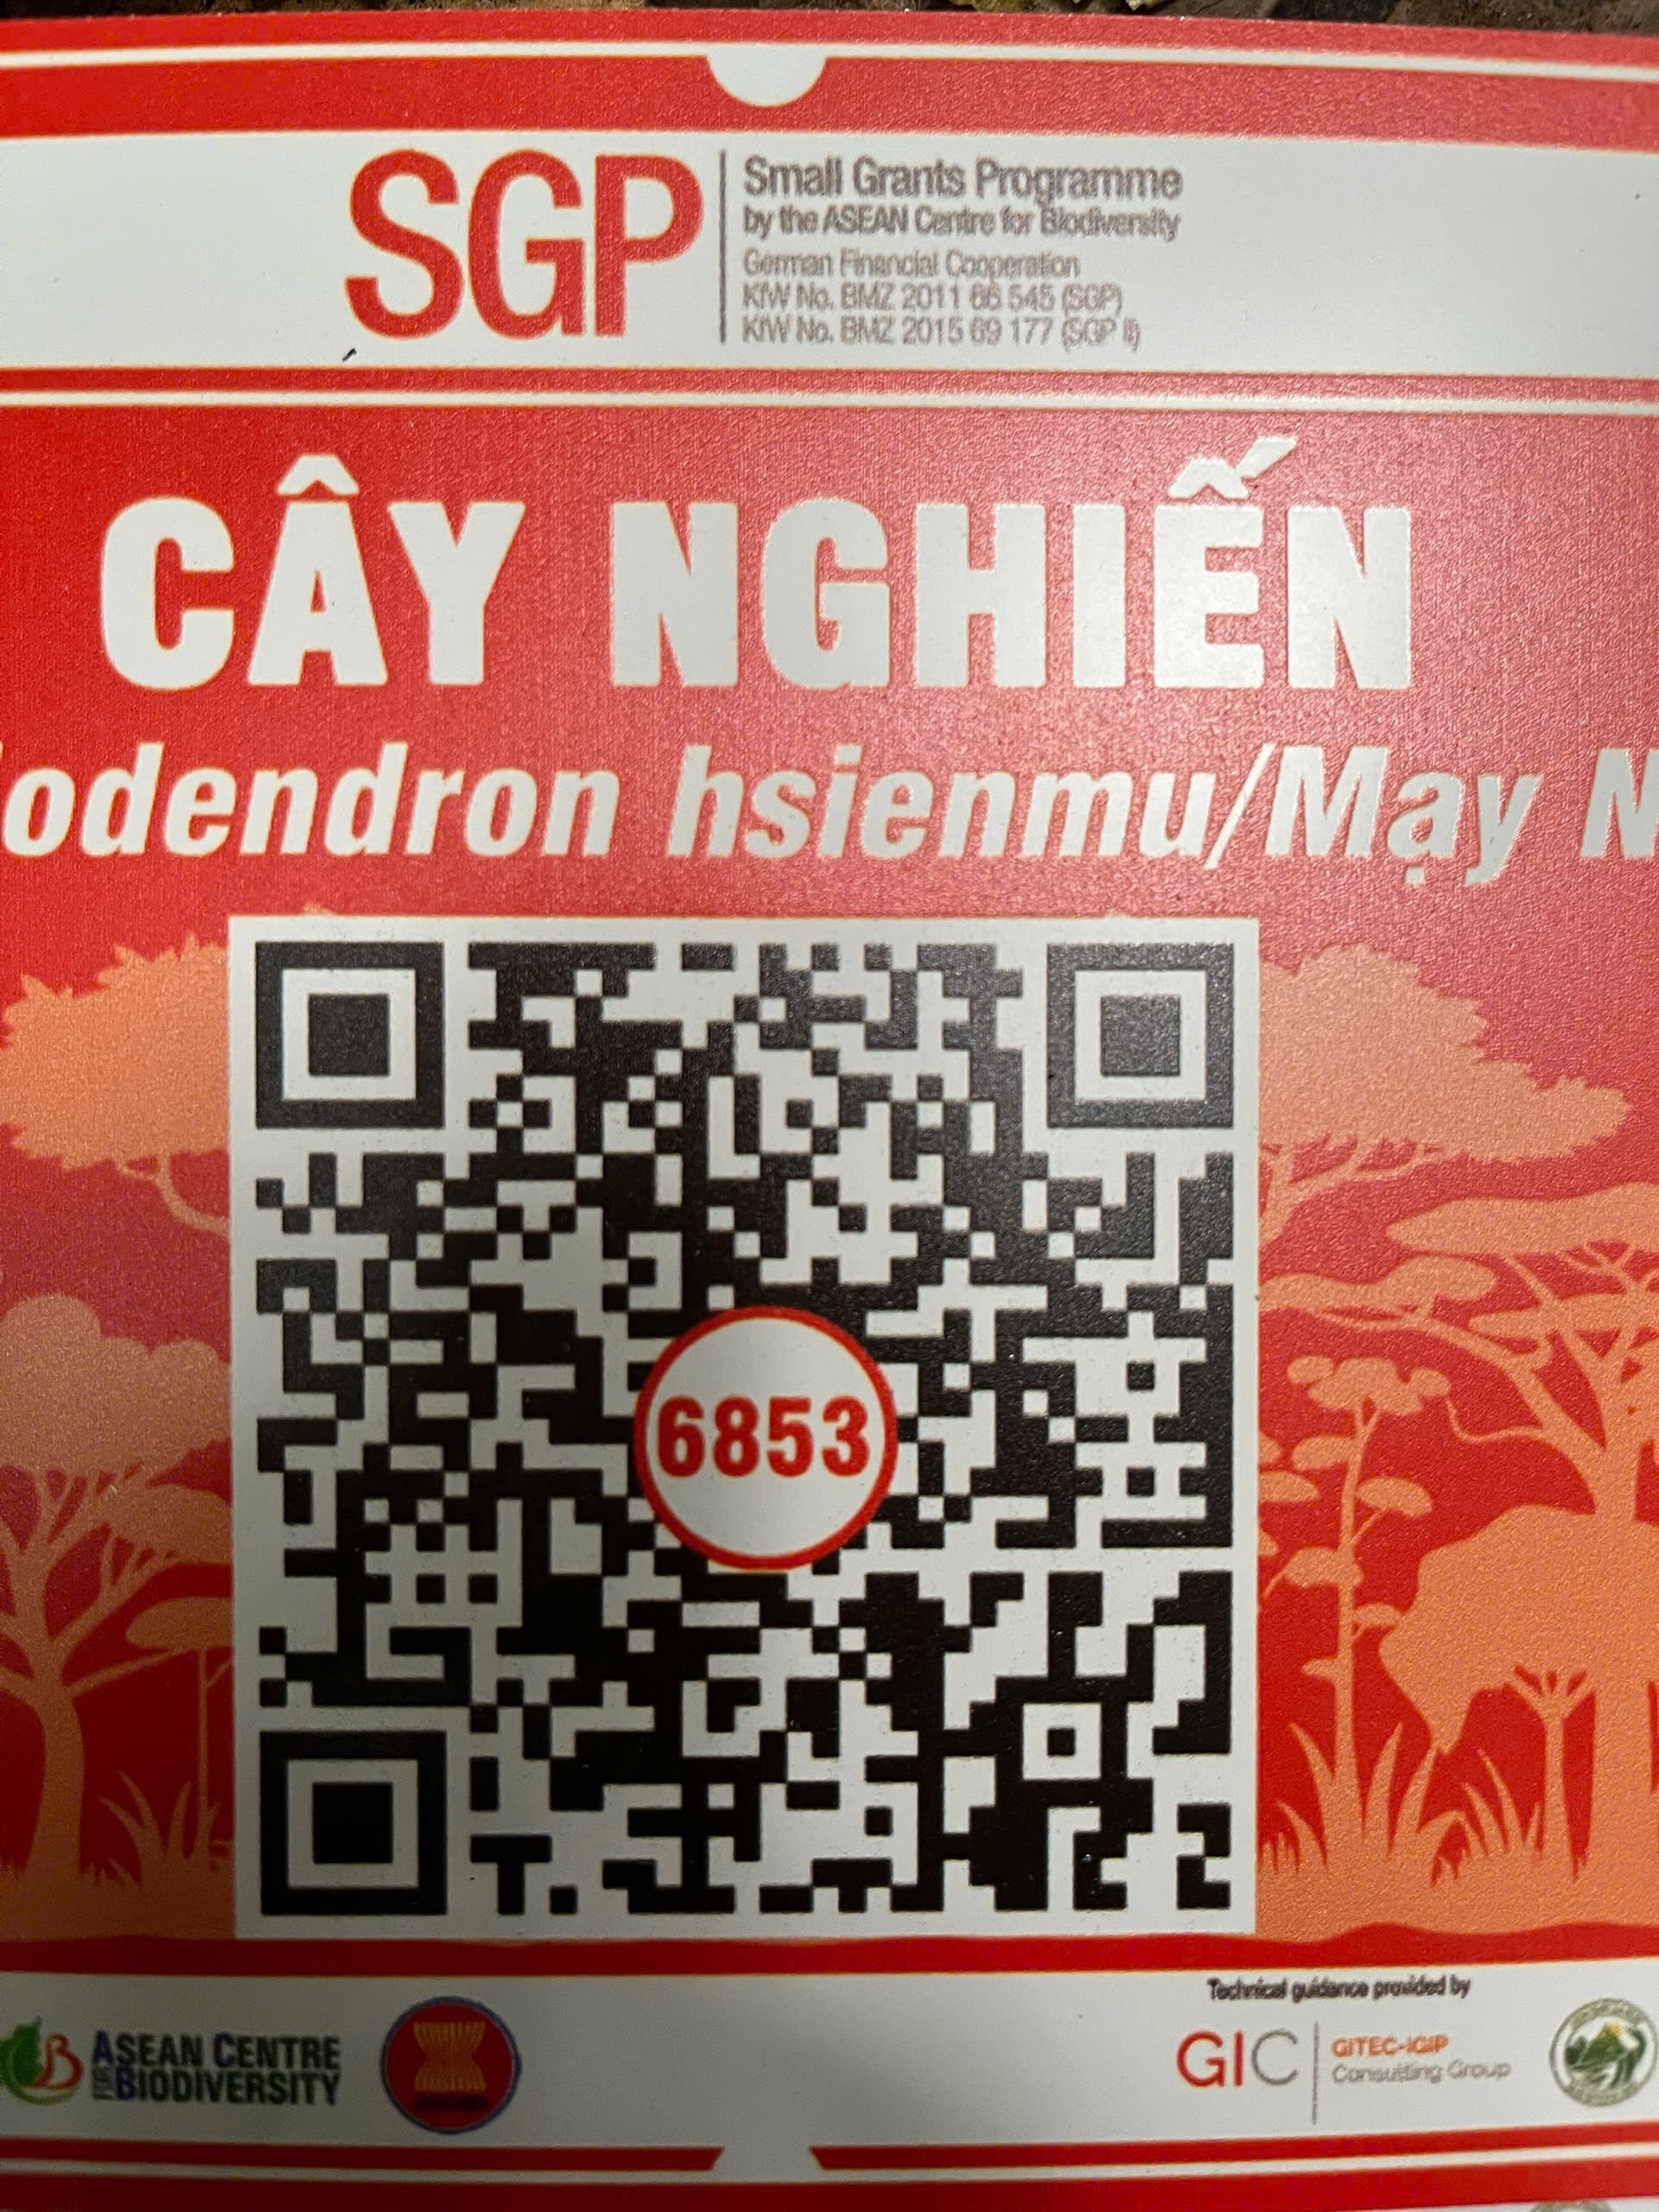 SGP
Small Grants Programme
by the ASEAN Centre for Biodiversity
German Financial Cooperation
KfW No. BMZ 2011 66 545 (SGP)
KfW No. BMZ 2015 69 177 (SGP II)
CÂY NGHIẾN
odendron hsienmu/Mạy N
6853
ASEAN CENTRE
FOR BIODIVERSITY
Technical guidance provided by
GIC
GITEC-IGIP
Consulting Group